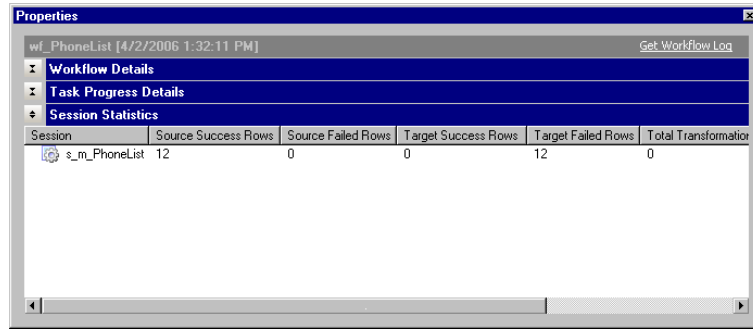 Properties
wf_PhoneList [4/2/2006 1:32:11 PM] Get Workflow Log
Workflow Details
Task Progress Details
Session Statistics
Session Source Success Rows Source Failed Rows Target Success Rows Target Failed Rows Total Transformation
s_m_PhoneList 12 0 0 12 0